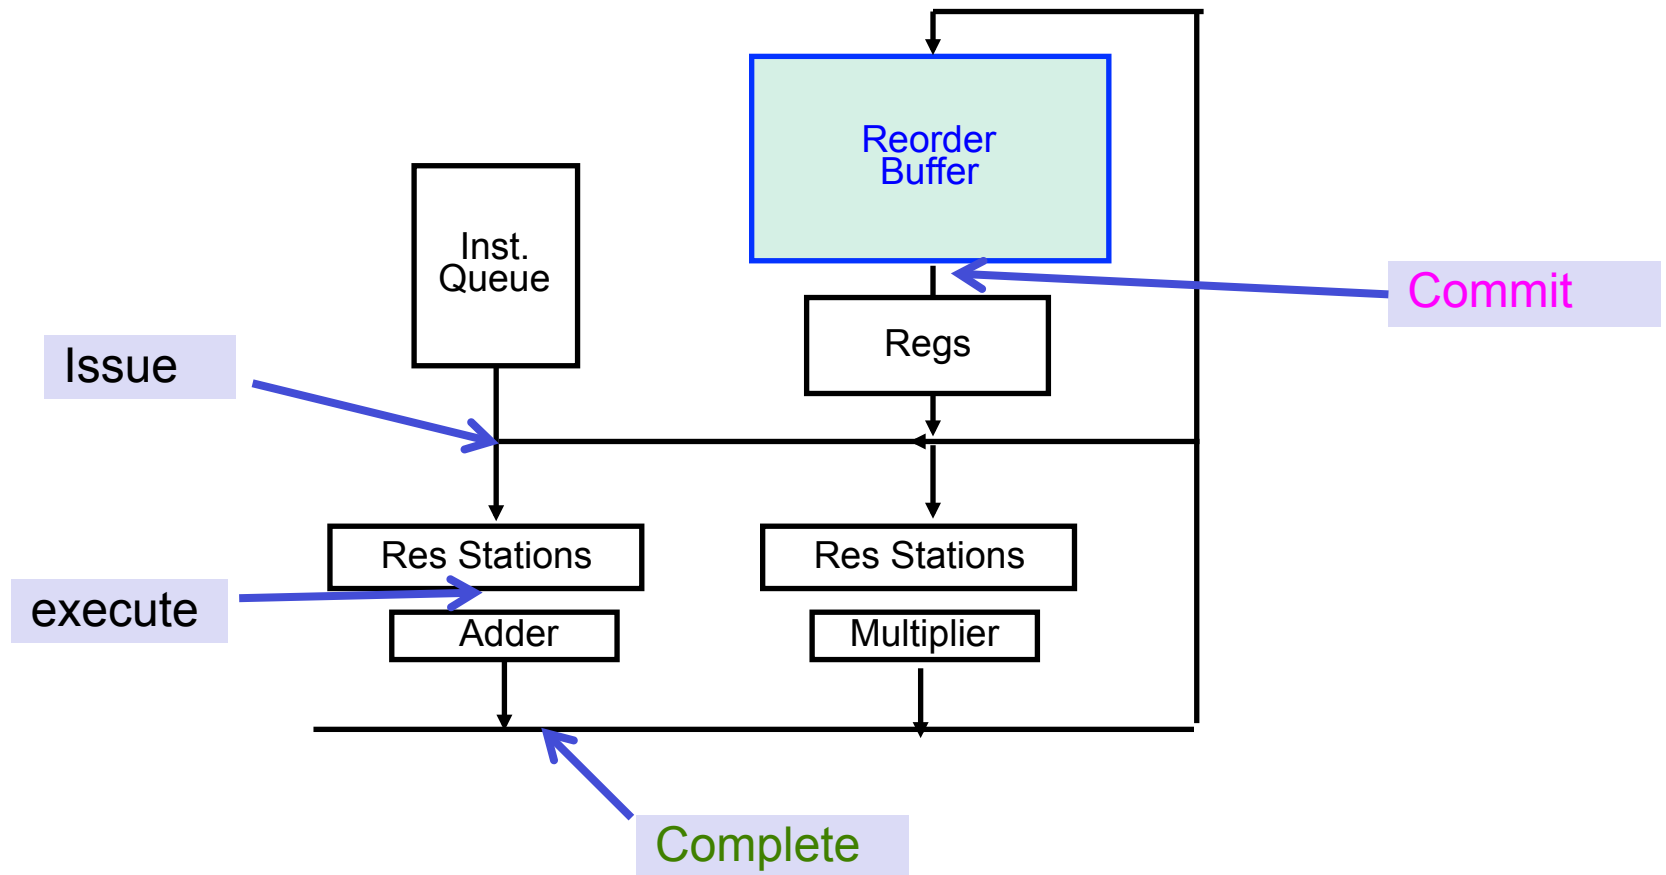 Reorder
Buffer
Inst.
Queue
Commit
Regs
Issue
Res Stations
Res Stations
execute
Adder
Multiplier
Complete